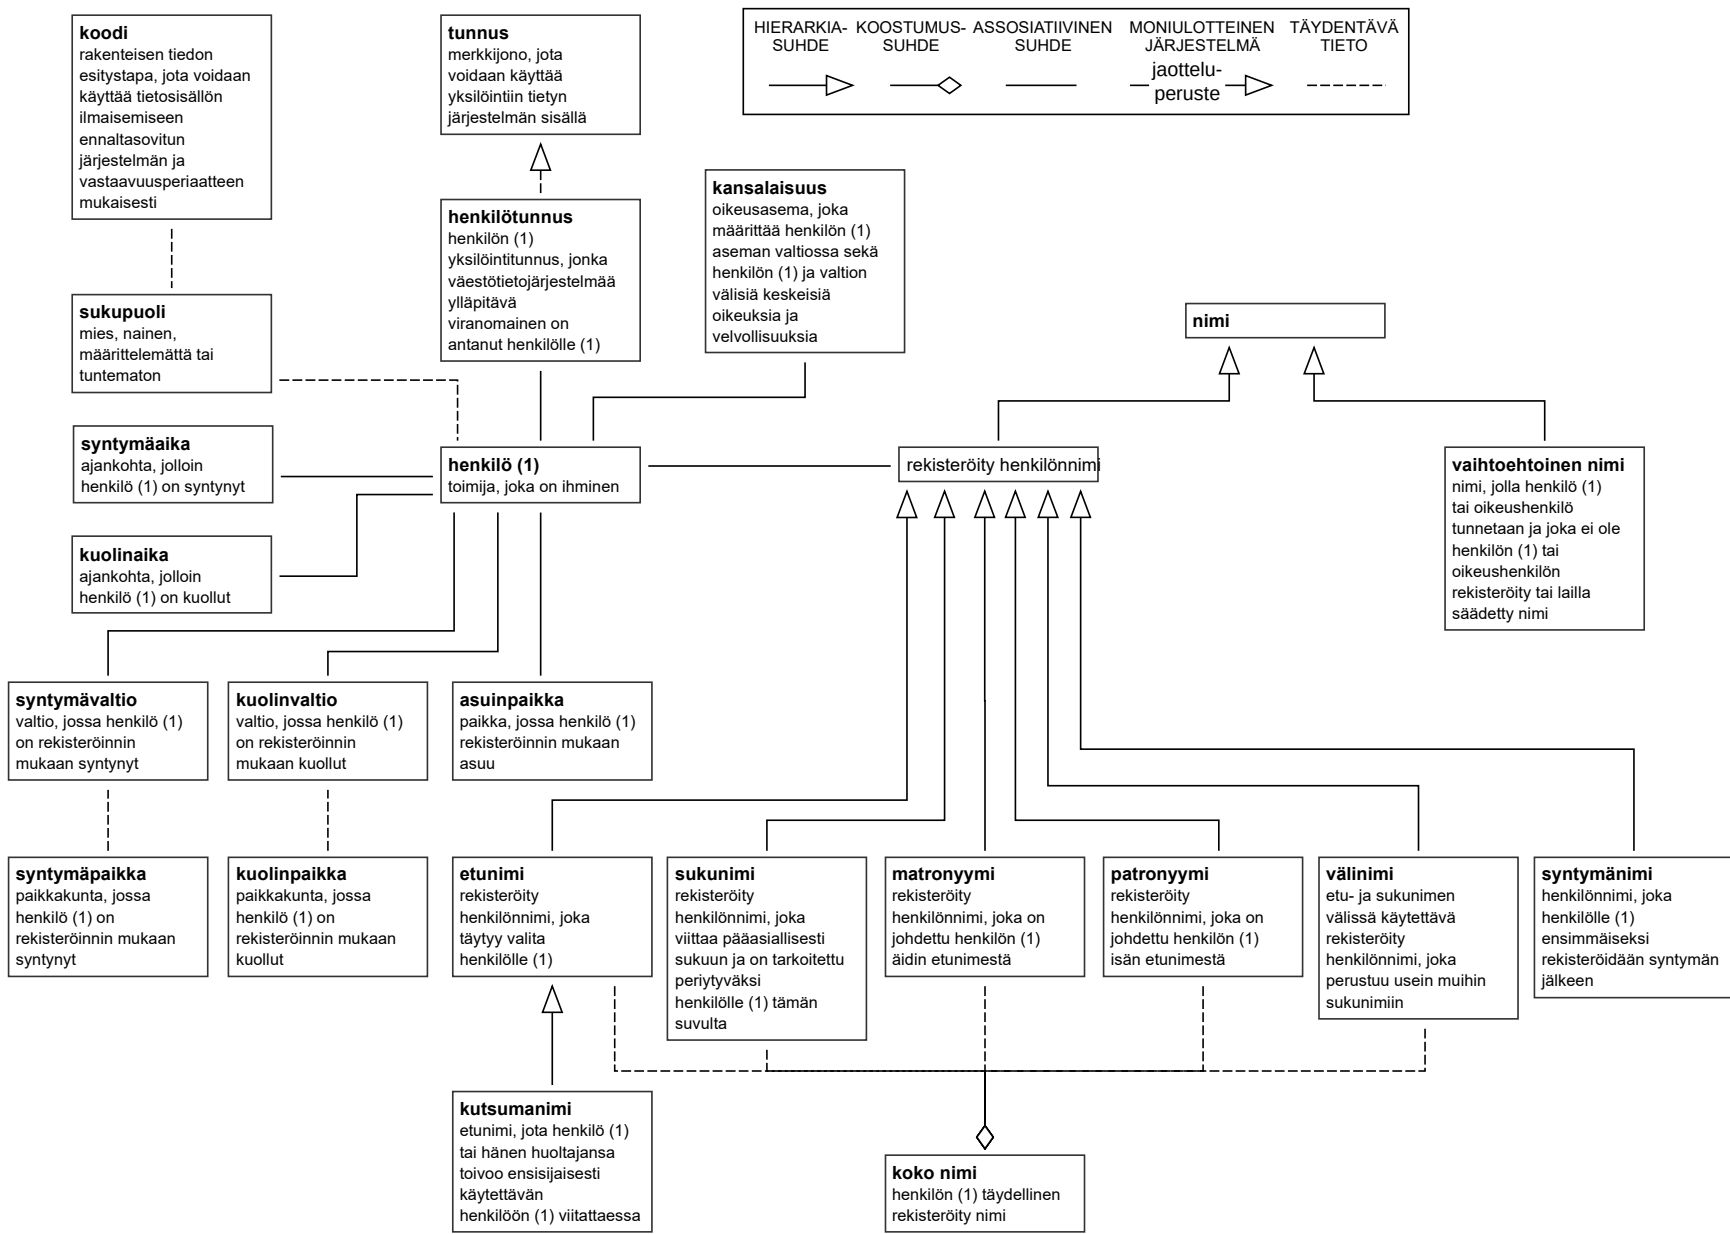 koodi
rakenteisen tiedon
esitystapa, jota voidaan
käyttää tietosisällön
ilmaisemiseen
ennaltasovitun
järjestelmän ja
vastaavuusperiaatteen
mukaisesti
tunnus
merkkijono, jota
voidaan käyttää
yksilöintiin tietyn
järjestelmän sisällä
HIERARKIA-
SUHDE
KOOSTUMUS-
SUHDE
ASSOSIATIIVINEN
SUHDE
MONIULOTTEINEN
JÄRJESTELMÄ
jaottelu-
peruste
TÄYDENTÄVÄ
TIETO
henkilötunnus
henkilön (1)
yksilöintitunnus, jonka
väestötietojärjestelmää
ylläpitävä
viranomainen on
antanut henkilölle (1)
kansalaisuus
oikeusasema, joka
määrittää henkilön (1)
aseman valtiossa sekä
henkilön (1) ja valtion
välisiä keskeisiä
oikeuksia ja
velvollisuuksia
sukupuoli
mies, nainen,
määrittelemättä tai
tuntematon
nimi
syntymäaika
ajankohta, jolloin
henkilö (1) on syntynyt
henkilö (1)
toimija, joka on ihminen
rekisteröity henkilönnimi
vaihtoehtoinen nimi
nimi, jolla henkilö (1)
tai oikeushenkilö
tunnetaan ja joka ei ole
henkilön (1) tai
oikeushenkilön
rekisteröity tai lailla
säädetty nimi
kuolinaika
ajankohta, jolloin
henkilö (1) on kuollut
syntymävaltio
valtio, jossa henkilö (1)
on rekisteröinnin
mukaan syntynyt
kuolinvaltio
valtio, jossa henkilö (1)
on rekisteröinnin
mukaan kuollut
asuinpaikka
paikka, jossa henkilö (1)
rekisteröinnin mukaan
asuu
syntymäpaikka
paikkakunta, jossa
henkilö (1) on
rekisteröinnin mukaan
syntynyt
kuolinpaikka
paikkakunta, jossa
henkilö (1) on
rekisteröinnin mukaan
kuollut
etunimi
rekisteröity
henkilönnimi, joka
täytyy valita
henkilölle (1)
sukunimi
rekisteröity
henkilönnimi, joka
viittaa pääasiallisesti
sukuun ja on tarkoitettu
periytyväksi
henkilölle (1) tämän
suvulta
matronyymi
rekisteröity
henkilönnimi, joka on
johdettu henkilön (1)
äidin etunimestä
patronyymi
rekisteröity
henkilönnimi, joka on
johdettu henkilön (1)
isän etunimestä
välinimi
etu- ja sukunimen
välissä käytettävä
rekisteröity
henkilönnimi, joka
perustuu usein muihin
sukunimiin
syntymänimi
henkilönnimi, joka
henkilölle (1)
ensimmäiseksi
rekisteröidään syntymän
jälkeen
kutsumanimi
etunimi, jota henkilö (1)
tai hänen huoltajansa
toivoo ensisijaisesti
käytettävän
henkilöön (1) viitattaessa
koko nimi
henkilön (1) täydellinen
rekisteröity nimi